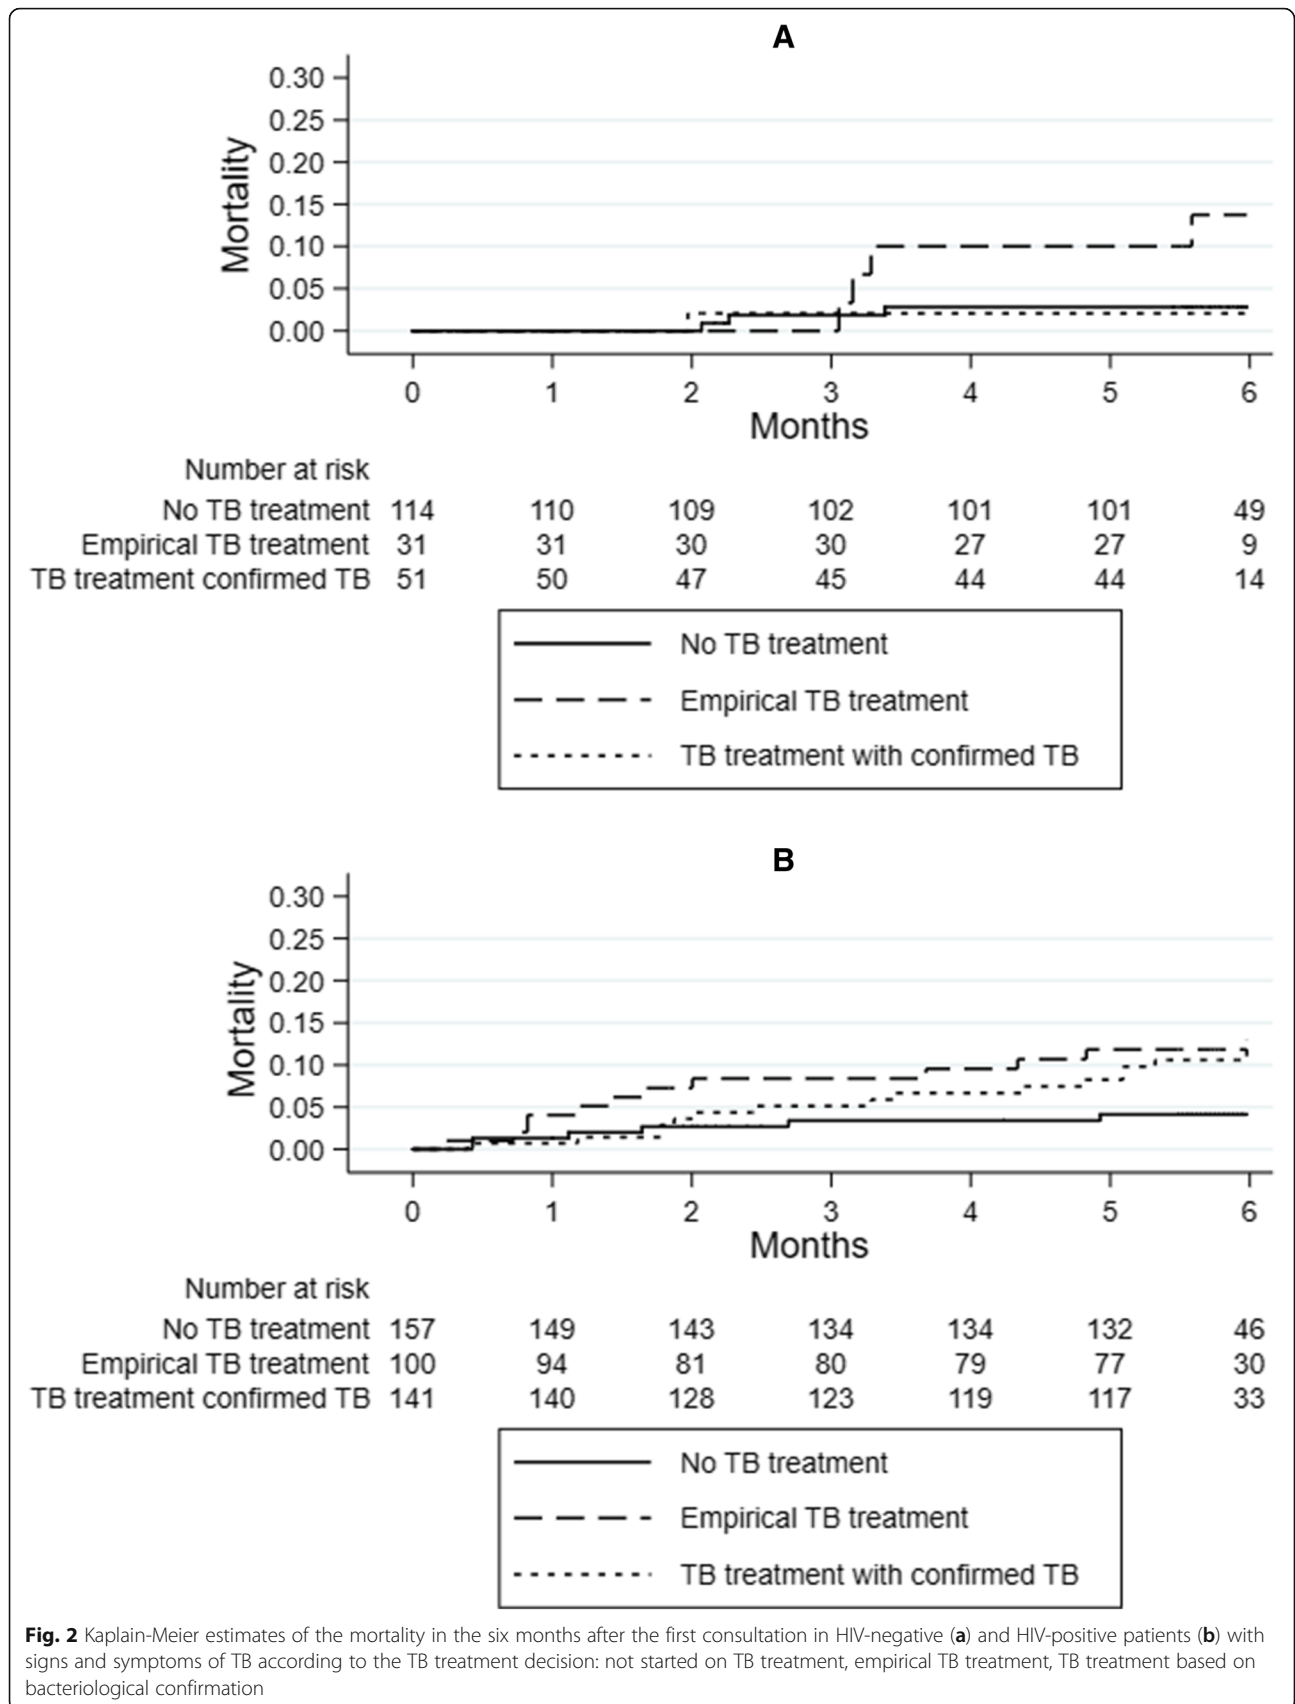 A
0.30
0.25
0.20
0.15
0.10
0.05
0.00
Mortality
0 1 2 3 4 5 6
Months
Number at risk
No TB treatment 114 110 109 102 101 101 49
Empirical TB treatment 31 31 30 30 27 27 9
TB treatment confirmed TB 51 50 47 45 44 44 14
No TB treatment
Empirical TB treatment
TB treatment with confirmed TB
B
0.30
0.25
0.20
0.15
0.10
0.05
0.00
Mortality
0 1 2 3 4 5 6
Months
Number at risk
No TB treatment 157 149 143 134 134 132 46
Empirical TB treatment 100 94 81 80 79 77 30
TB treatment confirmed TB 141 140 128 123 119 117 33
No TB treatment
Empirical TB treatment
TB treatment with confirmed TB
Fig. 2 Kaplain-Meier estimates of the mortality in the six months after the first consultation in HIV-negative (a) and HIV-positive patients (b) with
signs and symptoms of TB according to the TB treatment decision: not started on TB treatment, empirical TB treatment, TB treatment based on
bacteriological confirmation